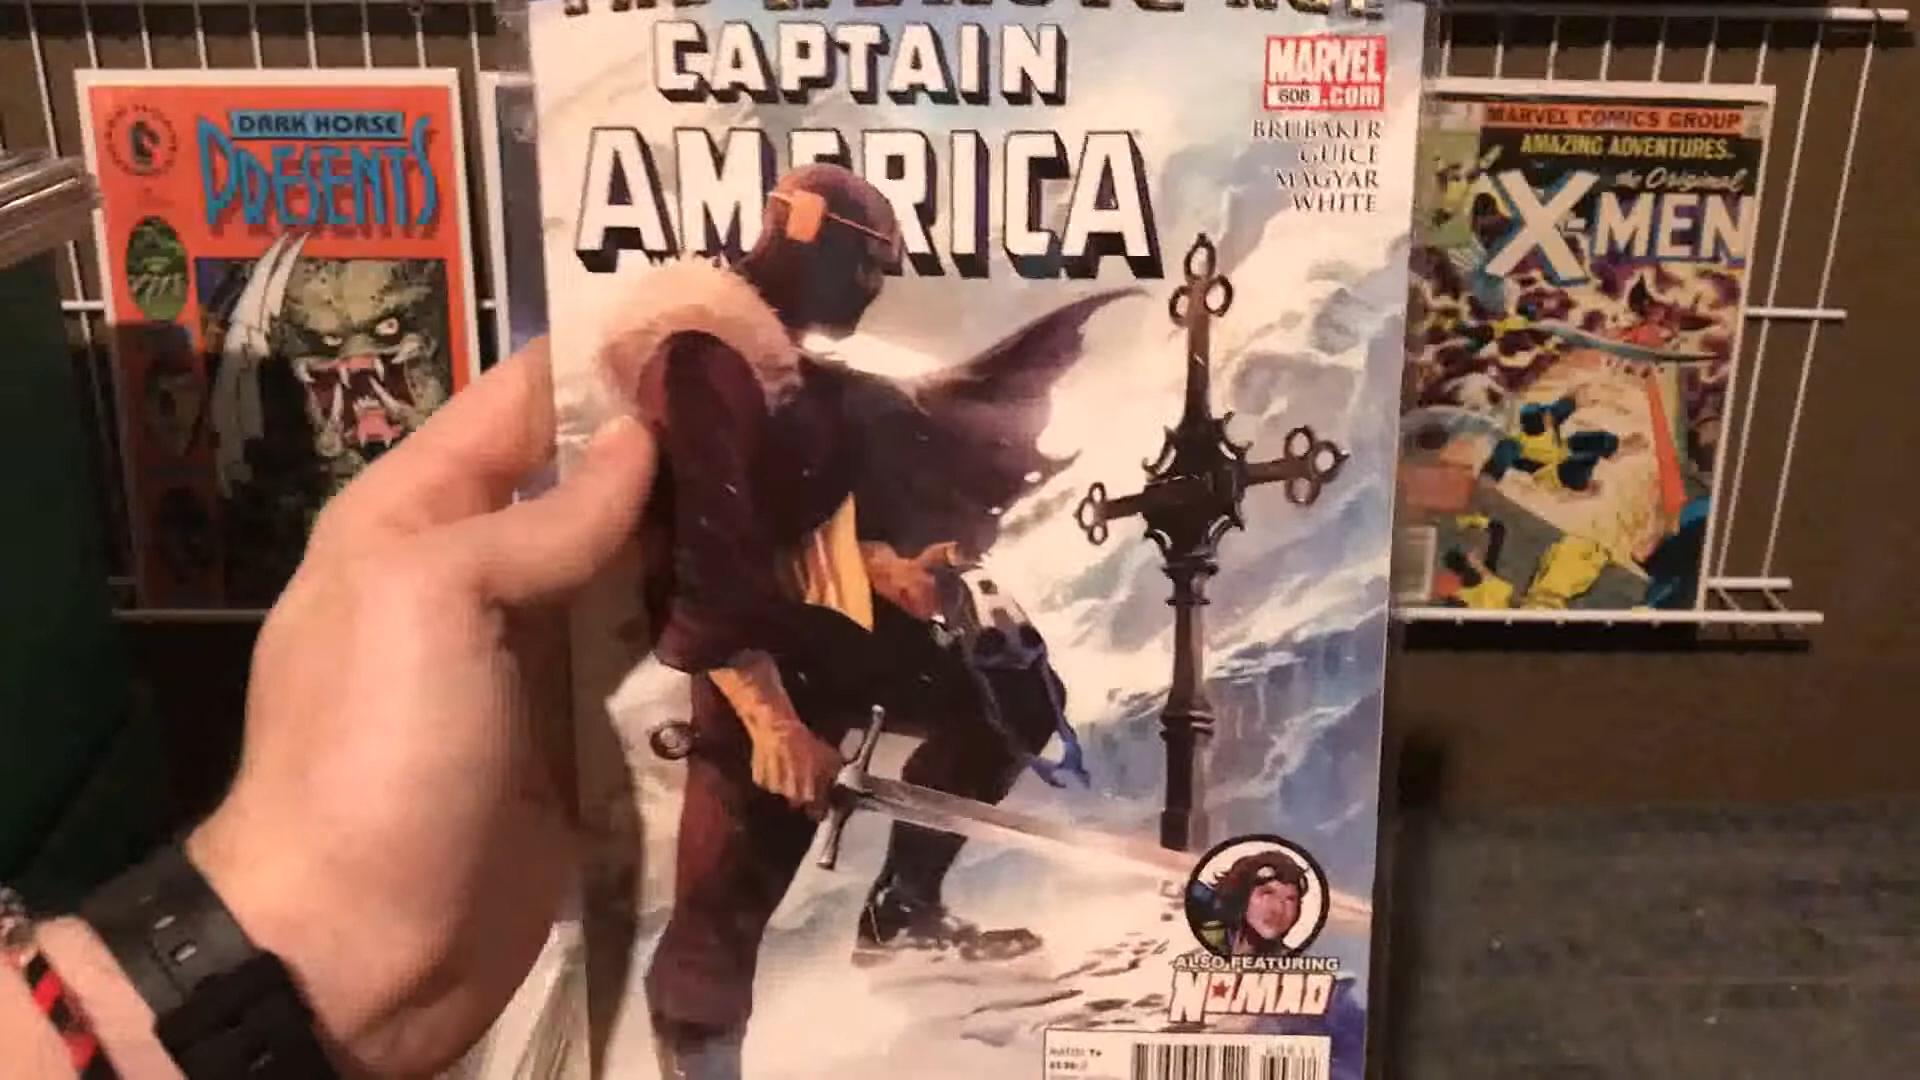 CAPTAIN
AMERICA
MARVEL
608 .com
BRUBAKER
GUICE
MAGYAR
WHITE
ALSO FEATURING
NOMAD
DARK HORSE
PRESENTS
MARVEL COMICS GROUP
AMAZING ADVENTURES
the Original
X-MEN